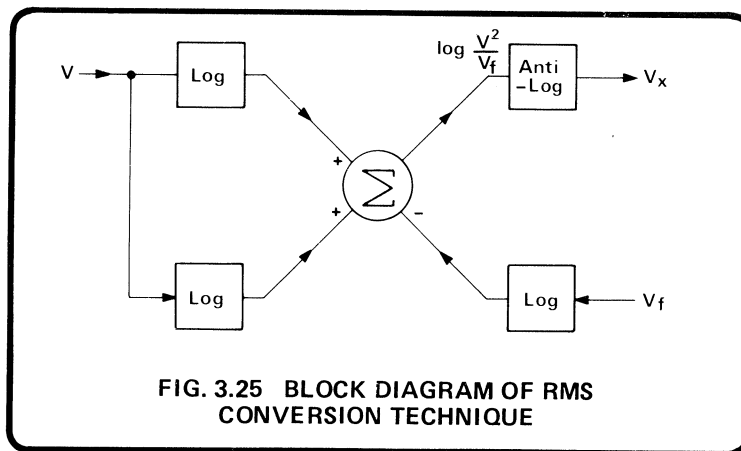 V
Log
log V²/Vf
Anti
-Log
Vx
+
Σ
+
-
Log
Log
Vf
FIG. 3.25 BLOCK DIAGRAM OF RMS
CONVERSION TECHNIQUE